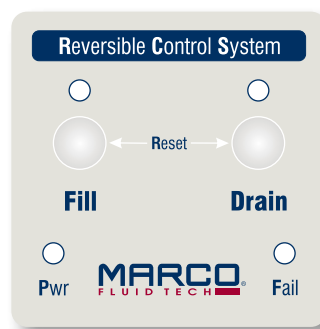 Reversible Control System
Reset
Fill Drain
Pwr Fail
MARCO®
FLUID TECH